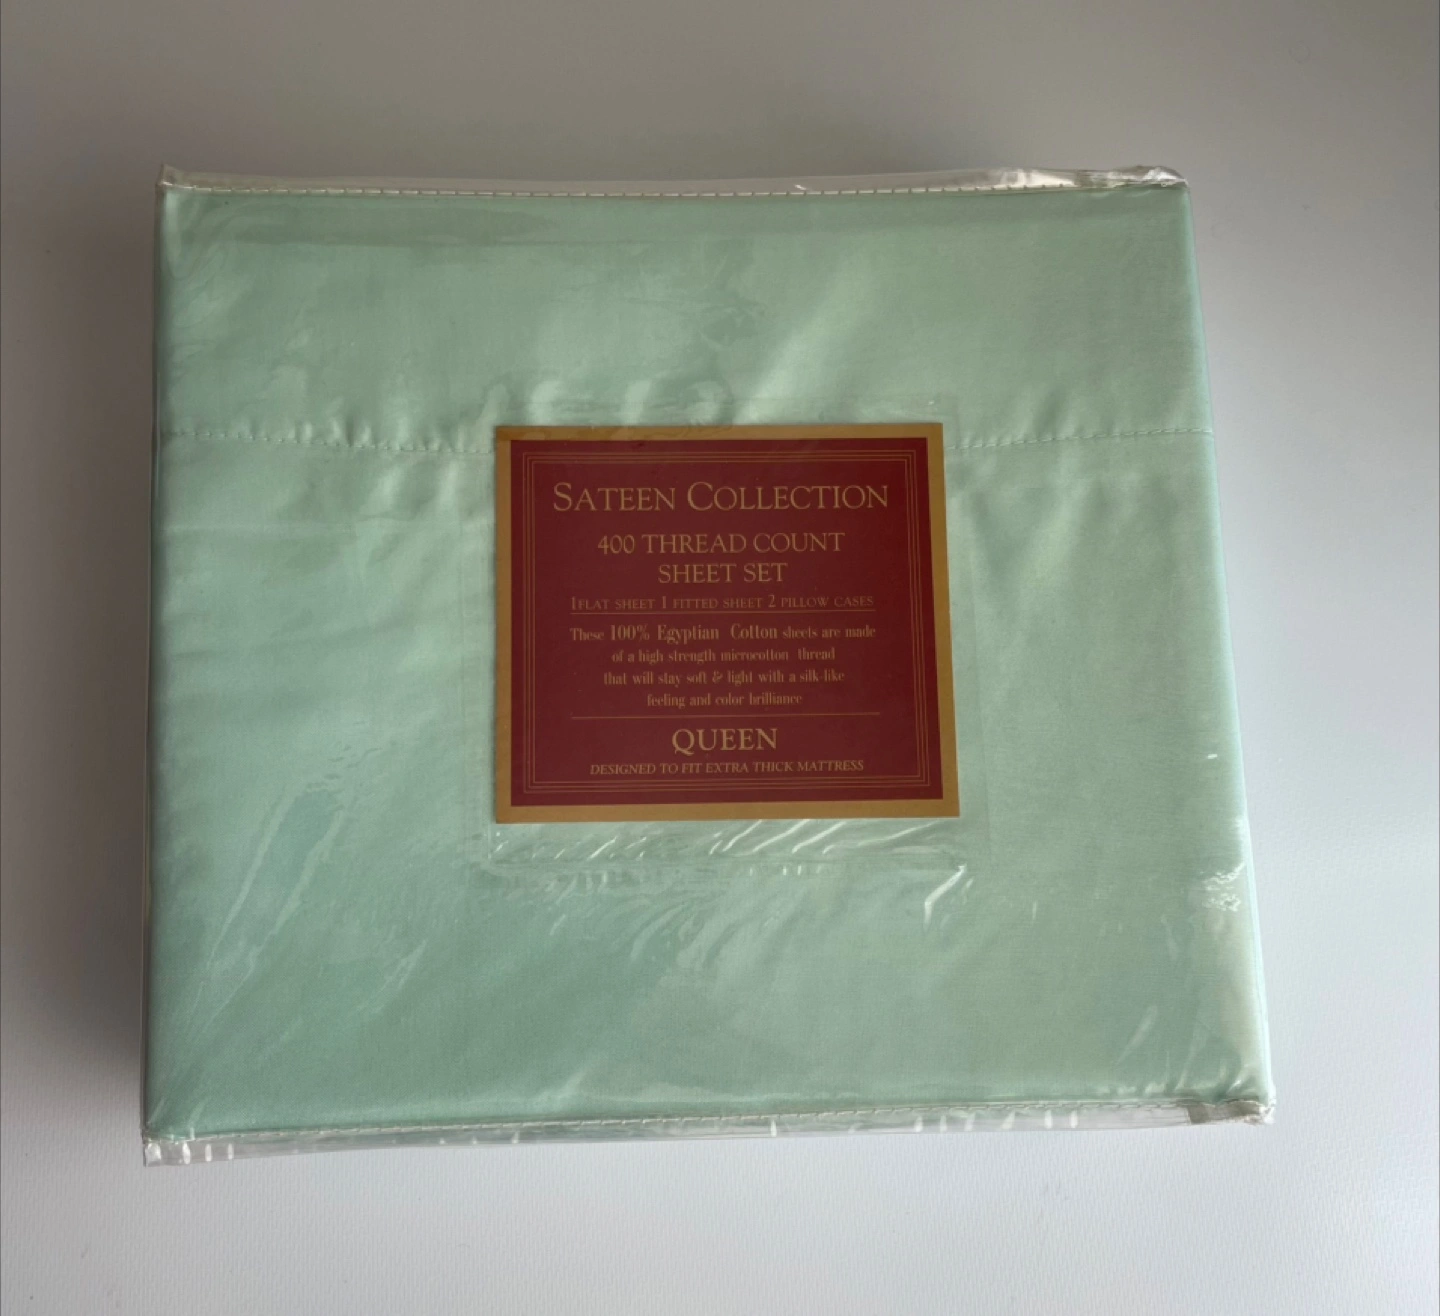 SATEEN COLLECTION
400 THREAD COUNT
SHEET SET
1 FLAT SHEET 1 FITTED SHEET 2 PILLOW CASES
These 100% Egyptian Cotton sheets are made
of a high strength microcotton thread
that will stay soft & light with a silk-like
feeling and color brilliance
QUEEN
DESIGNED TO FIT EXTRA THICK MATTRESS